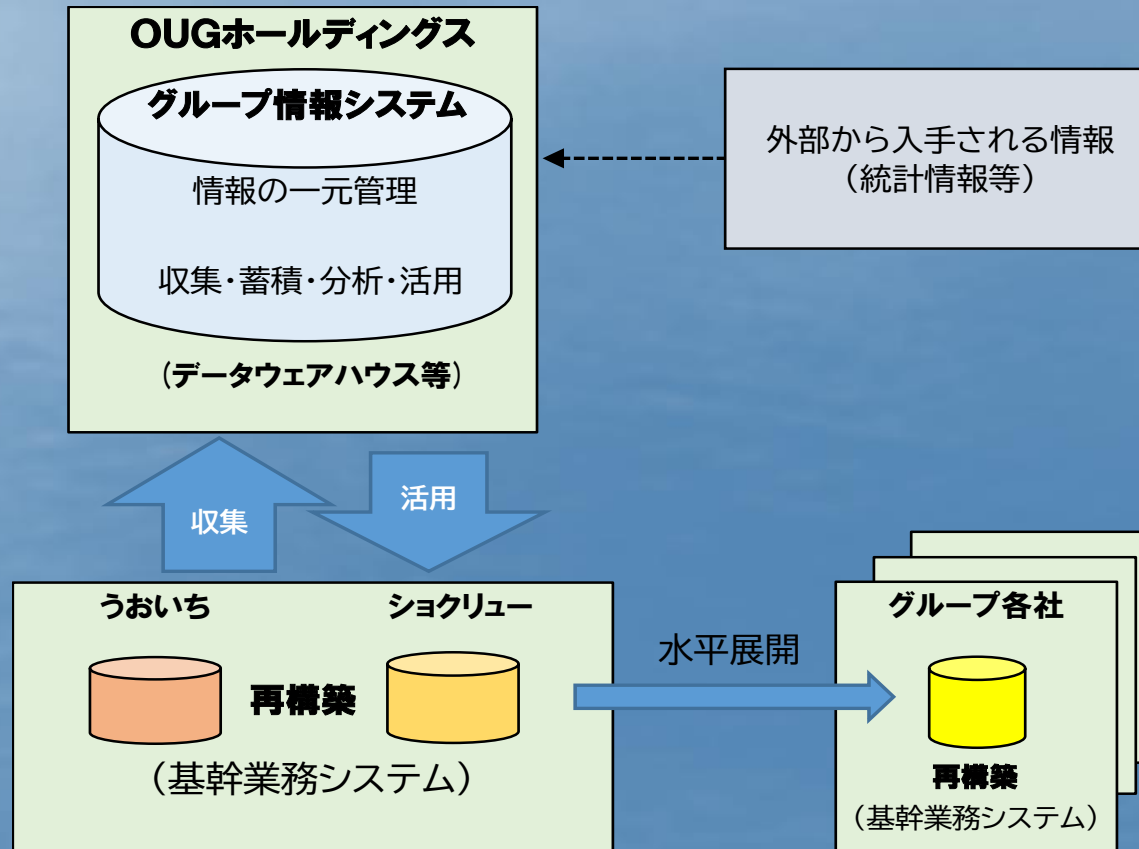 OUGホールディングス
グループ情報システム
情報の一元管理
収集・蓄積・分析・活用
(データウェアハウス等)
外部から入手される情報
（統計情報等）
収集
活用
うおいち
ショクリュー
再構築
（基幹業務システム）
水平展開
グループ各社
再構築
（基幹業務システム）